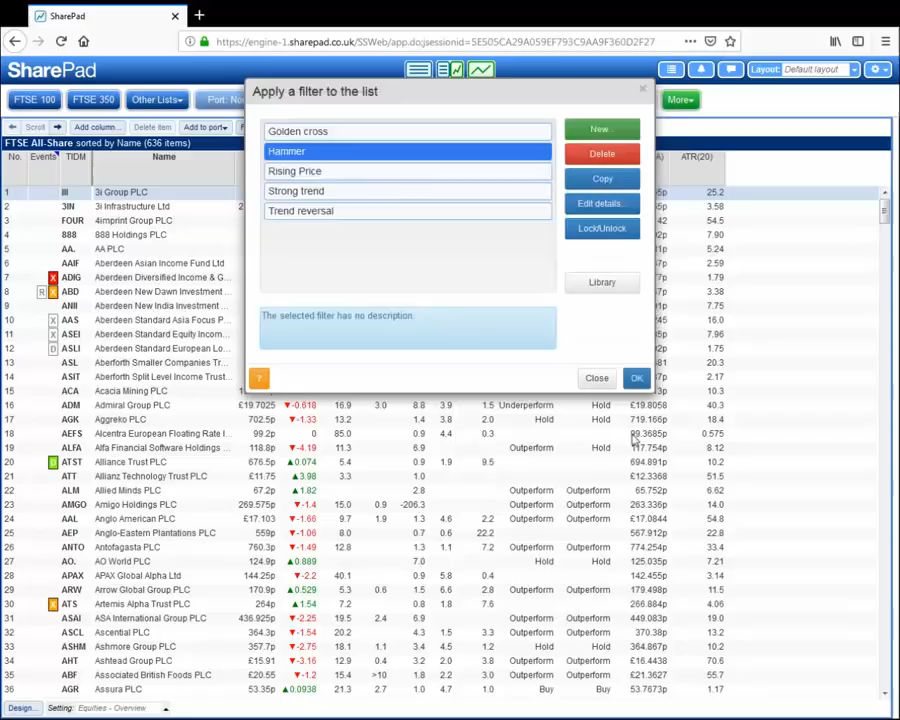 SharePad
https://engine-1.sharepad.co.uk/SSWeb/app.do;jsessionid=5E505CA29A059EF793C9AA9F360D2F27
SharePad
Layout: Default layout
FTSE 100 FTSE 350 Other Lists Port: No More
Scroll Add column... Delete item Add to port
FTSE All-Share sorted by Name (636 items)
No. Events TIDM Name ATR(20)
Apply a filter to the list
Golden cross
Hammer
Rising Price
Strong trend
Trend reversal
New...
Delete
Copy
Edit details...
Lock/Unlock
Library
The selected filter has no description.
? Close OK
1 III 3i Group PLC 25.2
2 3IN 3i Infrastructure Ltd 3.58
3 FOUR 4imprint Group PLC 54.5
4 888 888 Holdings PLC 7.90
5 AA. AA PLC 5.24
6 AAIF Aberdeen Asian Income Fund Ltd 2.59
7 X ADIG Aberdeen Diversified Income & G... 1.79
8 R X ABD Aberdeen New Dawn Investment ... 3.38
9 ANII Aberdeen New India Investment ... 7.75
10 X AAS Aberdeen Standard Asia Focus P... 16.0
11 X ASEI Aberdeen Standard Equity Incom... 7.96
12 D ASLI Aberdeen Standard European Lo... 1.75
13 ASL Aberforth Smaller Companies Tr... 20.3
14 ASIT Aberforth Split Level Income Trust... 2.17
15 ACA Acacia Mining PLC 10.3
16 ADM Admiral Group PLC £19.7025 ▼-0.618 16.9 3.0 8.8 3.9 1.5 Underperform Hold £19.8058 40.3
17 AGK Aggreko PLC 702.5p ▼-1.33 13.2 1.4 3.8 2.0 Hold Hold 719.166p 18.4
18 AEFS Alcentra European Floating Rate I... 99.2p 0 85.0 0.9 4.4 0.3 99.3685p 0.575
19 ALFA Alfa Financial Software Holdings ... 118.8p ▼-4.19 11.3 6.9 Outperform Hold 117.754p 8.12
20 ATST Alliance Trust PLC 676.5p ▲0.074 5.4 0.9 1.9 9.5 694.891p 10.2
21 ATT Allianz Technology Trust PLC £11.75 ▲3.98 3.3 1.0 £12.3368 51.5
22 ALM Allied Minds PLC 67.2p ▲1.82 2.8 Outperform Outperform 65.752p 6.62
23 AMGO Amigo Holdings PLC 269.575p ▼-1.4 15.0 0.9 -206.3 Outperform Outperform 263.336p 14.0
24 AAL Anglo American PLC £17.103 ▼-1.66 9.7 1.9 1.3 4.6 2.2 Outperform Hold £17.0844 54.8
25 AEP Anglo-Eastern Plantations PLC 559p ▼-1.06 8.0 0.7 0.6 22.2 567.912p 22.8
26 ANTO Antofagasta PLC 760.3p ▼-1.49 12.8 1.3 1.1 7.2 Outperform Hold 774.254p 33.4
27 AO. AO World PLC 124.9p ▲0.889 7.0 Hold Hold 125.035p 7.21
28 APAX APAX Global Alpha Ltd 144.25p ▼-2.2 40.1 0.9 5.8 0.4 142.455p 3.14
29 ARW Arrow Global Group PLC 170.9p ▲0.529 5.3 0.6 1.5 6.6 2.8 Outperform Outperform 179.498p 11.5
30 X ATS Artemis Alpha Trust PLC 264p ▲1.54 7.2 0.8 1.8 7.6 266.884p 4.06
31 ASAI ASA International Group PLC 436.925p ▼-2.25 19.5 2.4 6.9 Outperform Outperform 449.083p 19.0
32 ASCL Ascential PLC 364.3p ▼-1.54 20.2 4.3 1.5 3.3 Outperform Outperform 370.38p 13.2
33 ASHM Ashmore Group PLC 357.7p ▼-2.75 18.1 1.1 3.4 4.5 1.3 Hold Hold 364.867p 10.2
34 AHT Ashtead Group PLC £15.91 ▼-3.16 12.9 0.4 3.2 2.0 3.8 Outperform Outperform £16.4438 70.6
35 ABF Associated British Foods PLC £20.55 ▼-1.2 15.4 >10 1.8 2.2 2.9 Outperform Outperform £21.3627 55.7
36 AGR Assura PLC 53.35p ▲0.0938 21.3 2.7 1.0 4.7 1.0 Buy Buy 53.7673p 1.17
Design... Setting: Equities - Overview